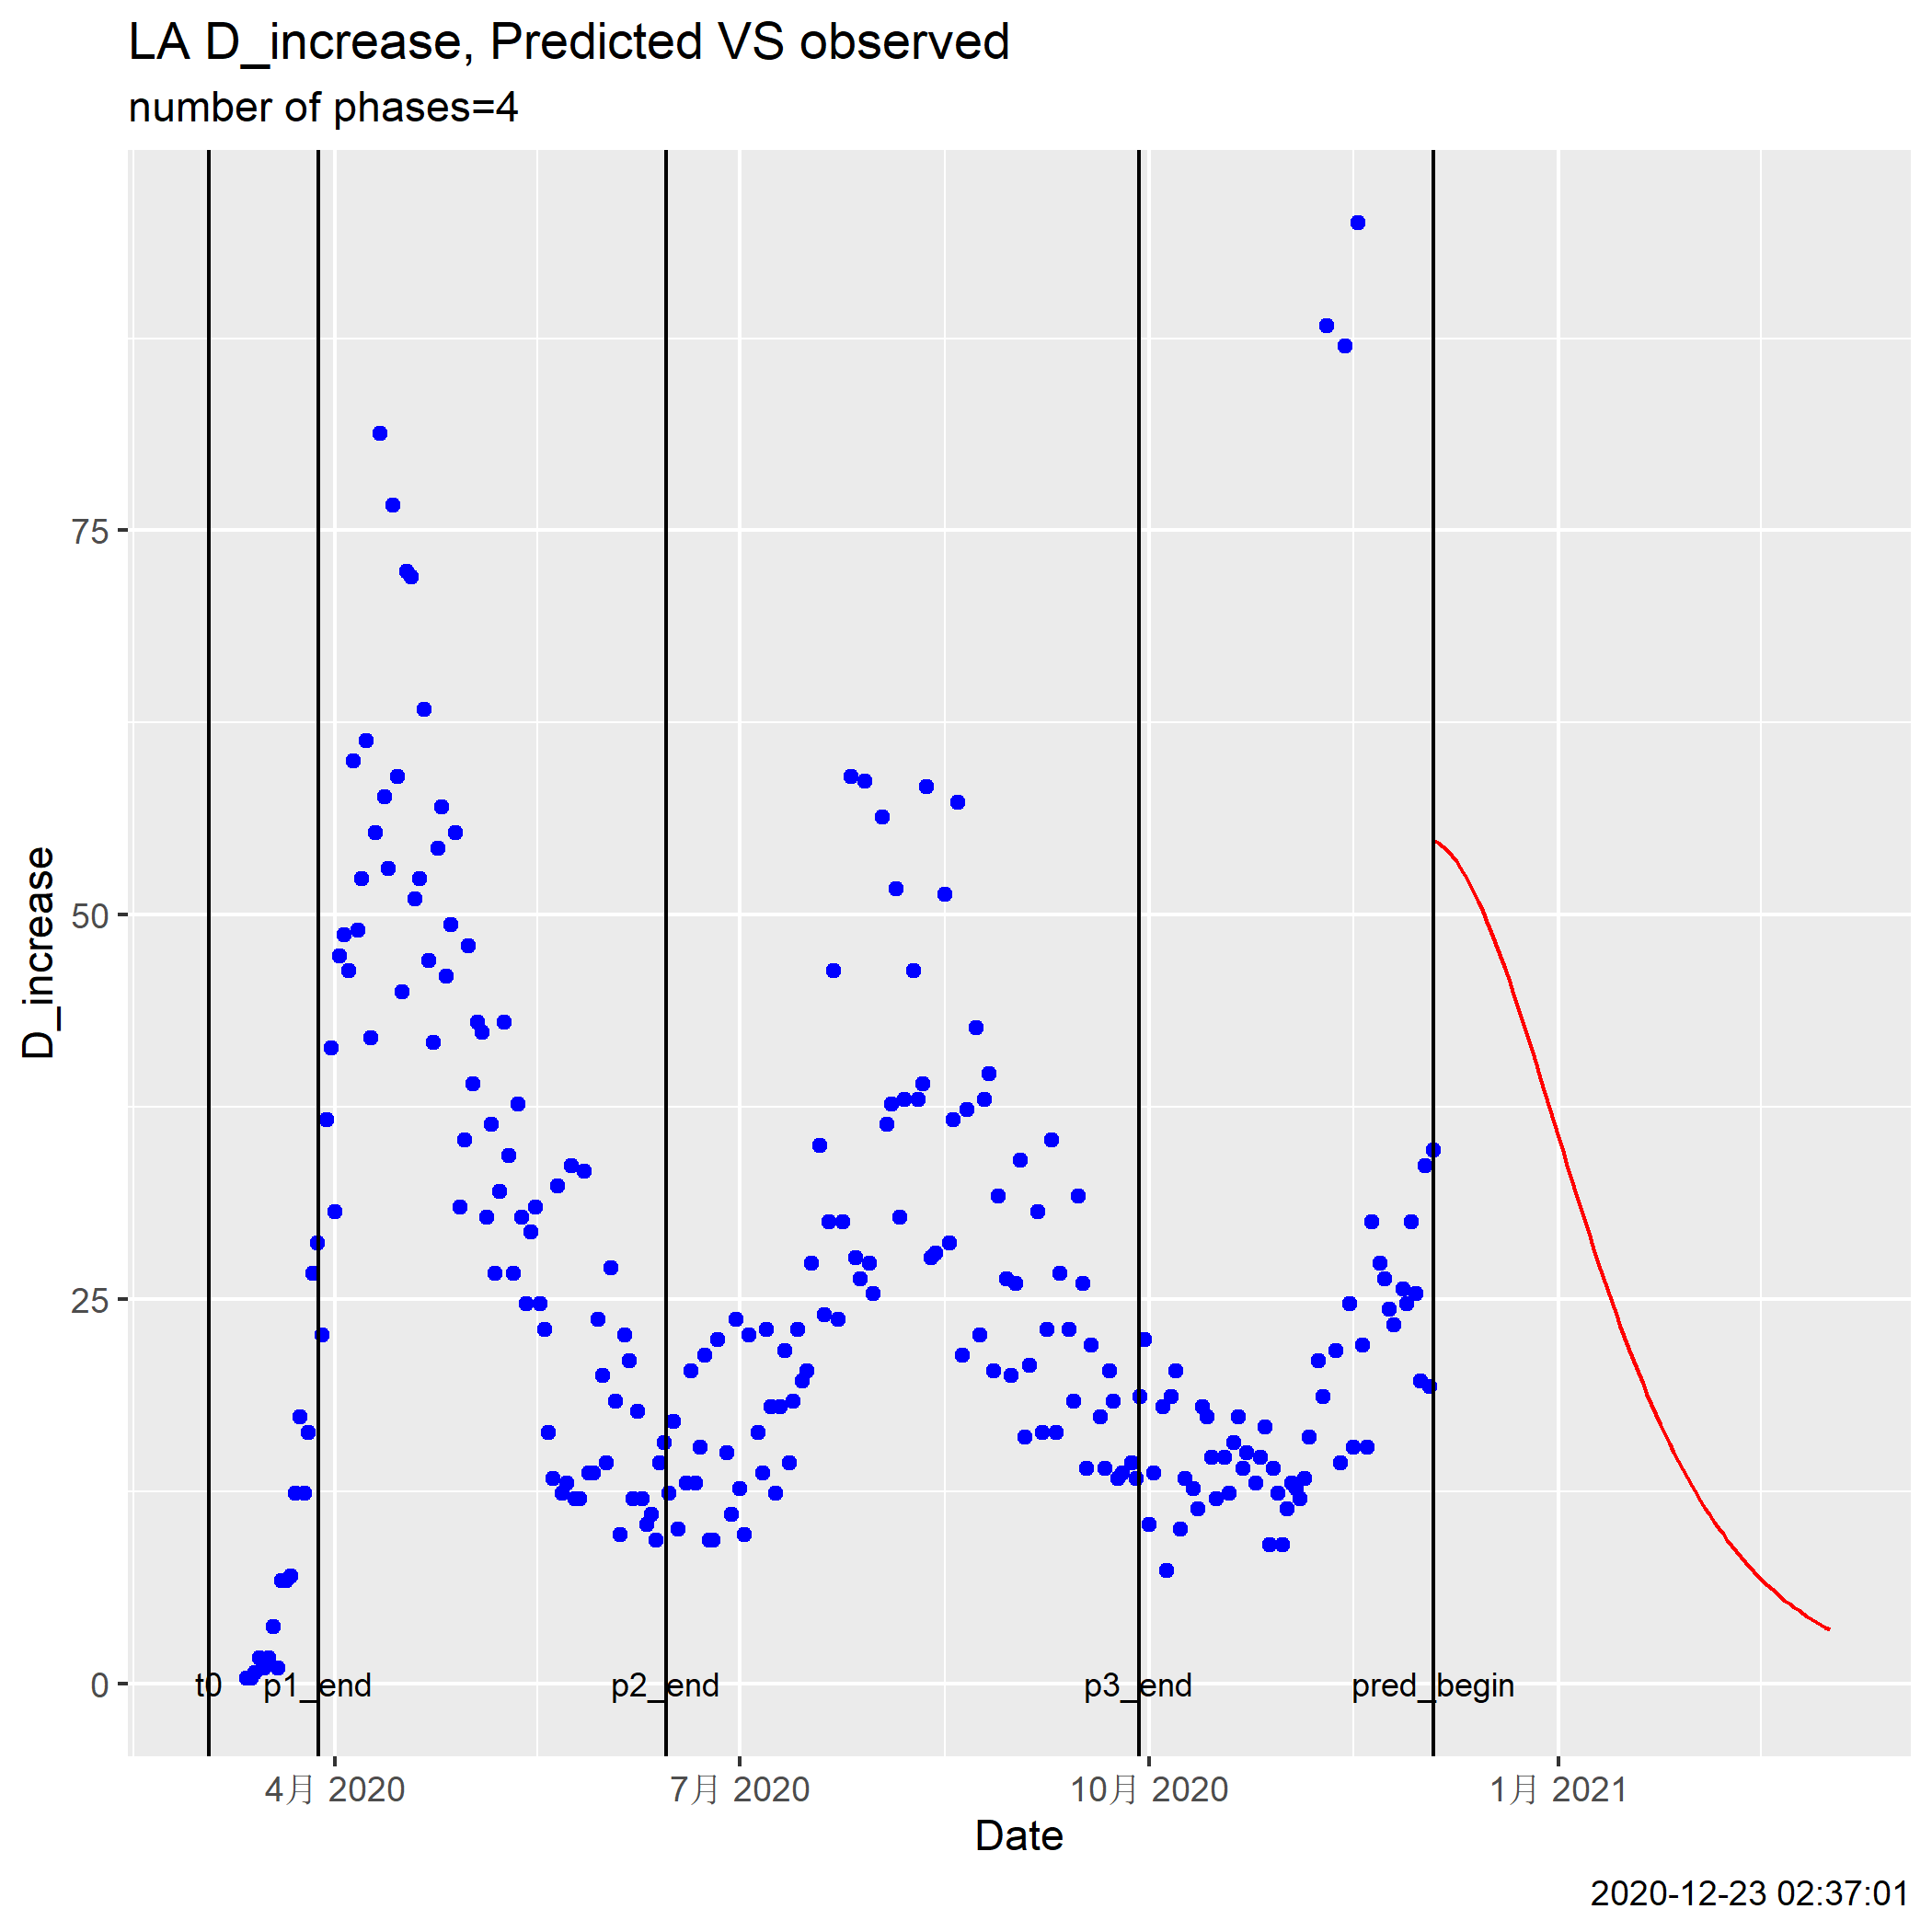 LA D_increase, Predicted VS observed
number of phases=4
D_increase
75
50
25
0
t0
p1_end
p2_end
p3_end
pred_begin
4月 2020
7月 2020
10月 2020
1月 2021
Date
2020-12-23 02:37:01